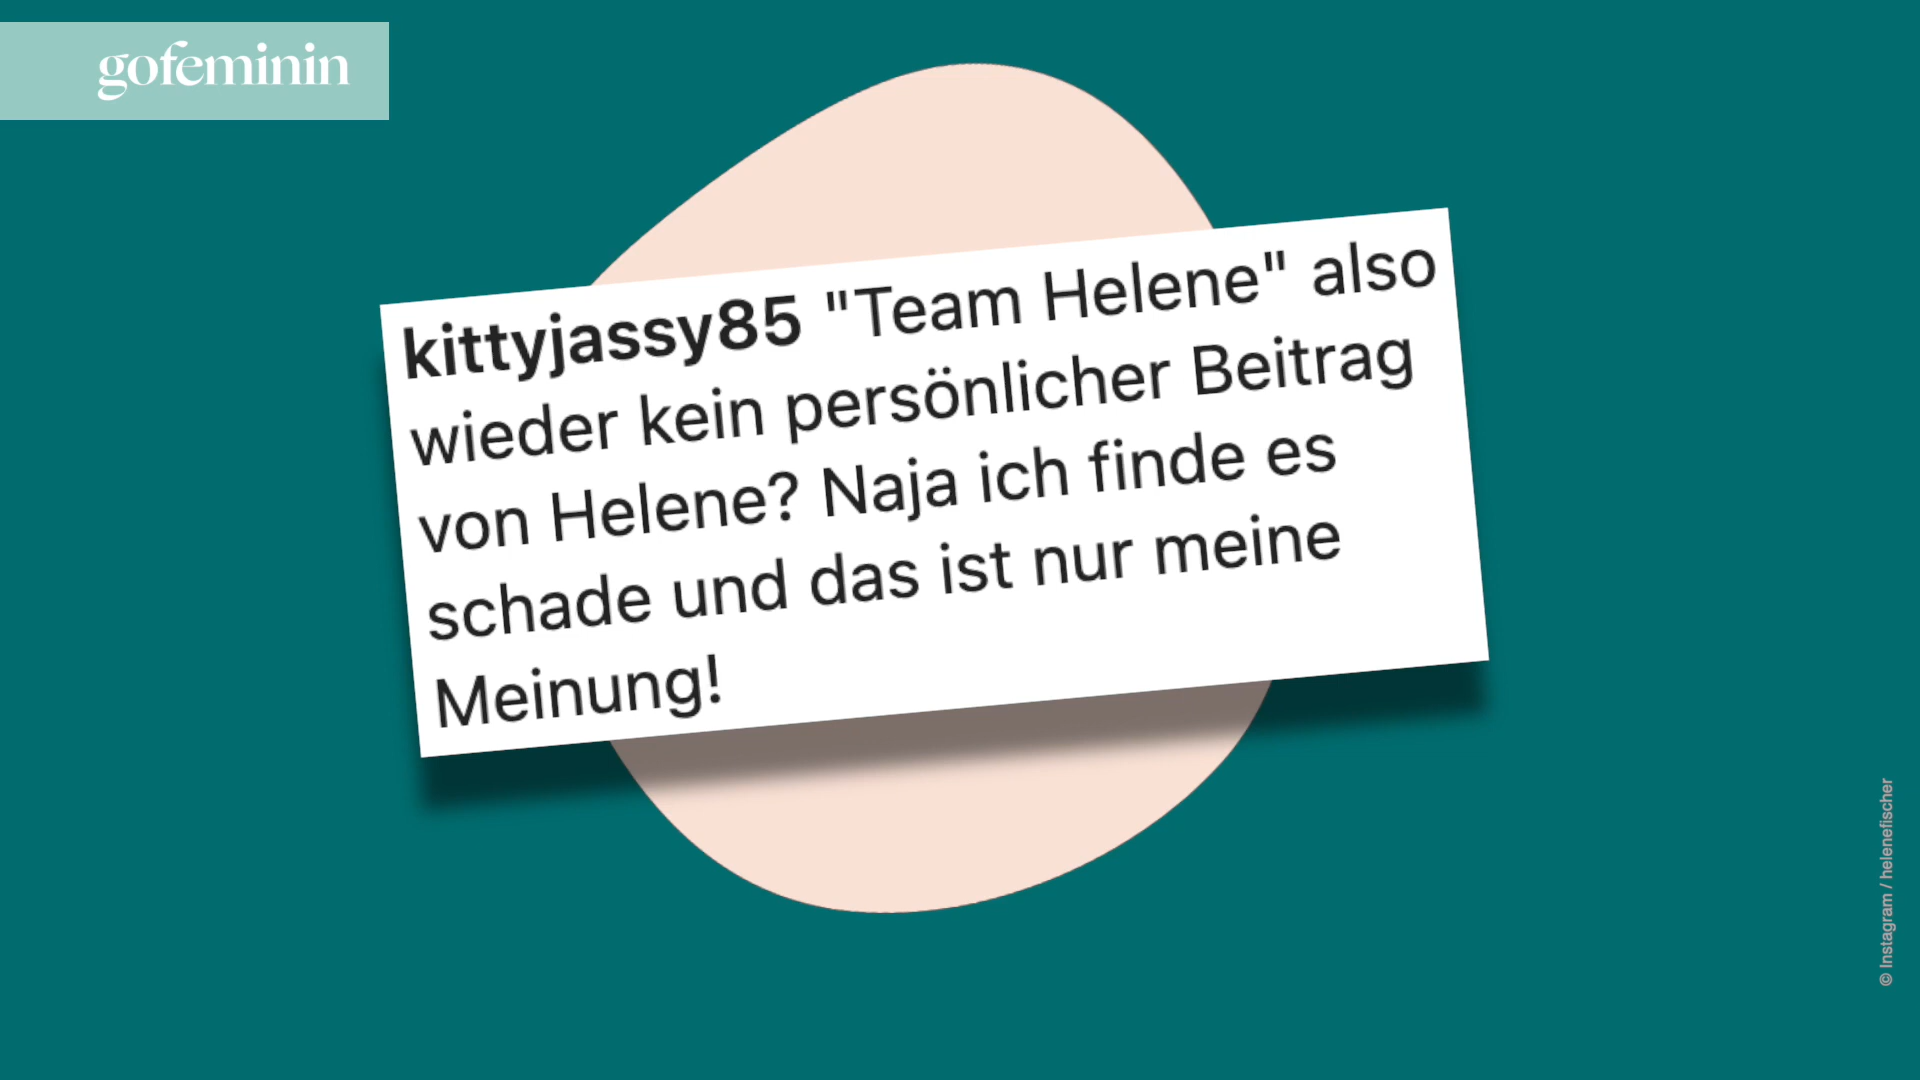 gofeminin
kittyjassy85 "Team Helene" also
wieder kein persönlicher Beitrag
von Helene? Naja ich finde es
schade und das ist nur meine
Meinung!
© Instagram / helenefischer